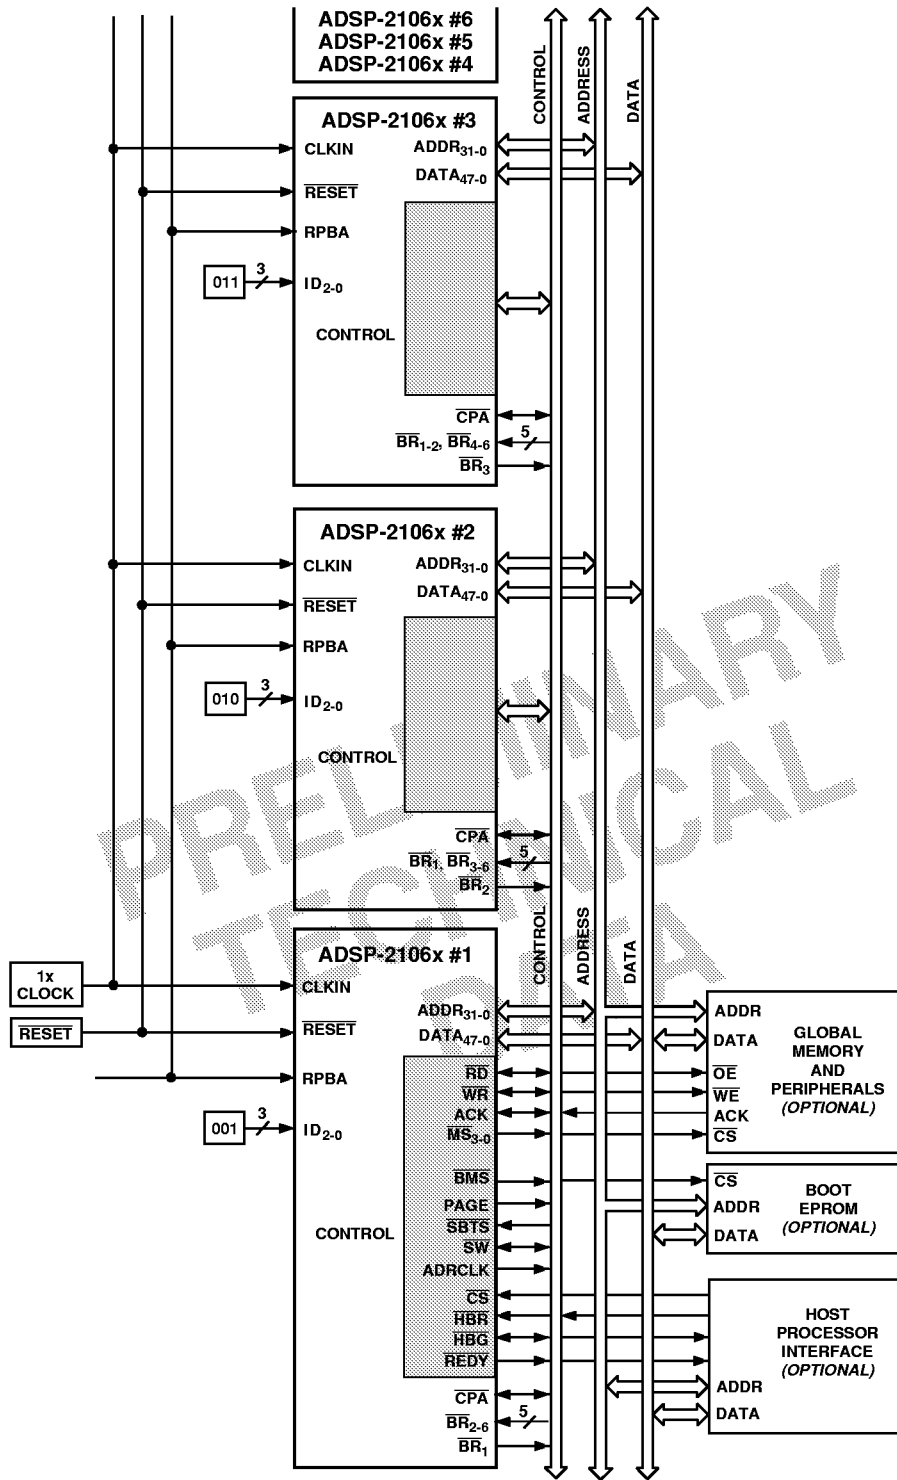 ADSP-2106x #6
ADSP-2106x #5
ADSP-2106x #4
CONTROL
ADDRESS
DATA
ADSP-2106x #3
CLKIN
ADDR31-0
DATA47-0
RESET
RPBA
011
3
ID2-0
CONTROL
CPA
BR1-2, BR4-6
5
BR3
ADSP-2106x #2
CLKIN
ADDR31-0
DATA47-0
RESET
RPBA
010
3
ID2-0
CONTROL
CPA
BR1, BR3-6
5
BR2
PRELIMINARY
TECHNICAL
DATA
CONTROL
ADDRESS
DATA
ADSP-2106x #1
1x
CLOCK
CLKIN
RESET
RESET
ADDR31-0
DATA47-0
RPBA
001
3
ID2-0
CONTROL
RD
WR
ACK
MS3-0
BMS
PAGE
SBTS
SW
ADRCLK
CS
HBR
HBG
REDY
CPA
BR2-6
5
BR1
ADDR
DATA
OE
WE
ACK
CS
GLOBAL
MEMORY
AND
PERIPHERALS
(OPTIONAL)
CS
ADDR
DATA
BOOT
EPROM
(OPTIONAL)
HOST
PROCESSOR
INTERFACE
(OPTIONAL)
ADDR
DATA